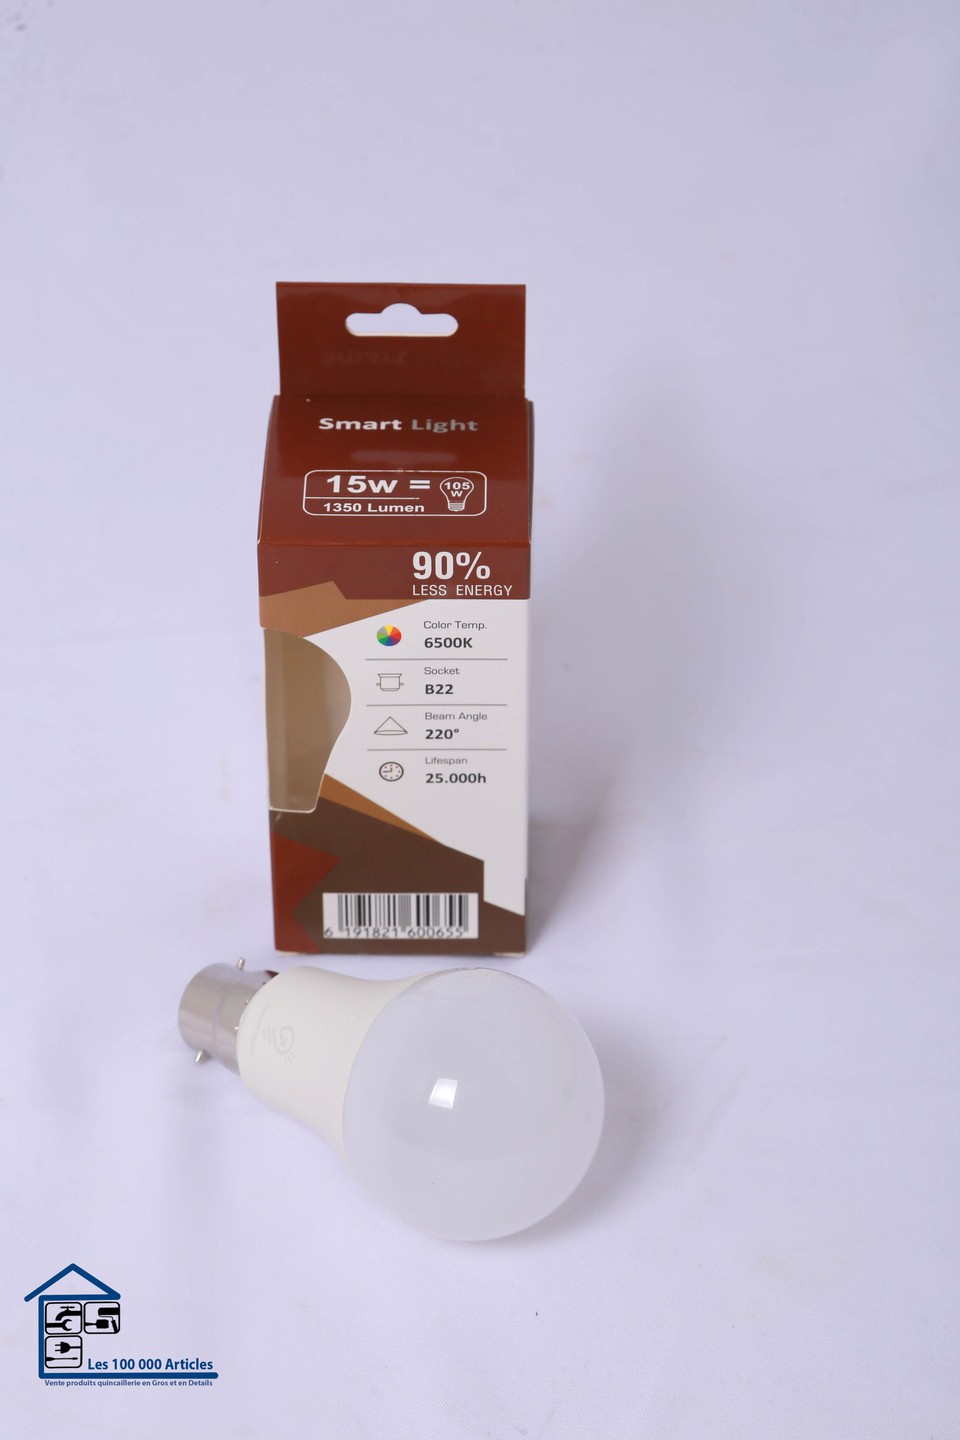 Smart Light
15w = 105 W
1350 Lumen
90%
LESS ENERGY
Color Temp.
6500K
Socket
B22
Beam Angle
220°
Lifespan
25.000h
6 191821 600655
Les 100 000 Articles
Vente produits quincaillerie en Gros et en Details